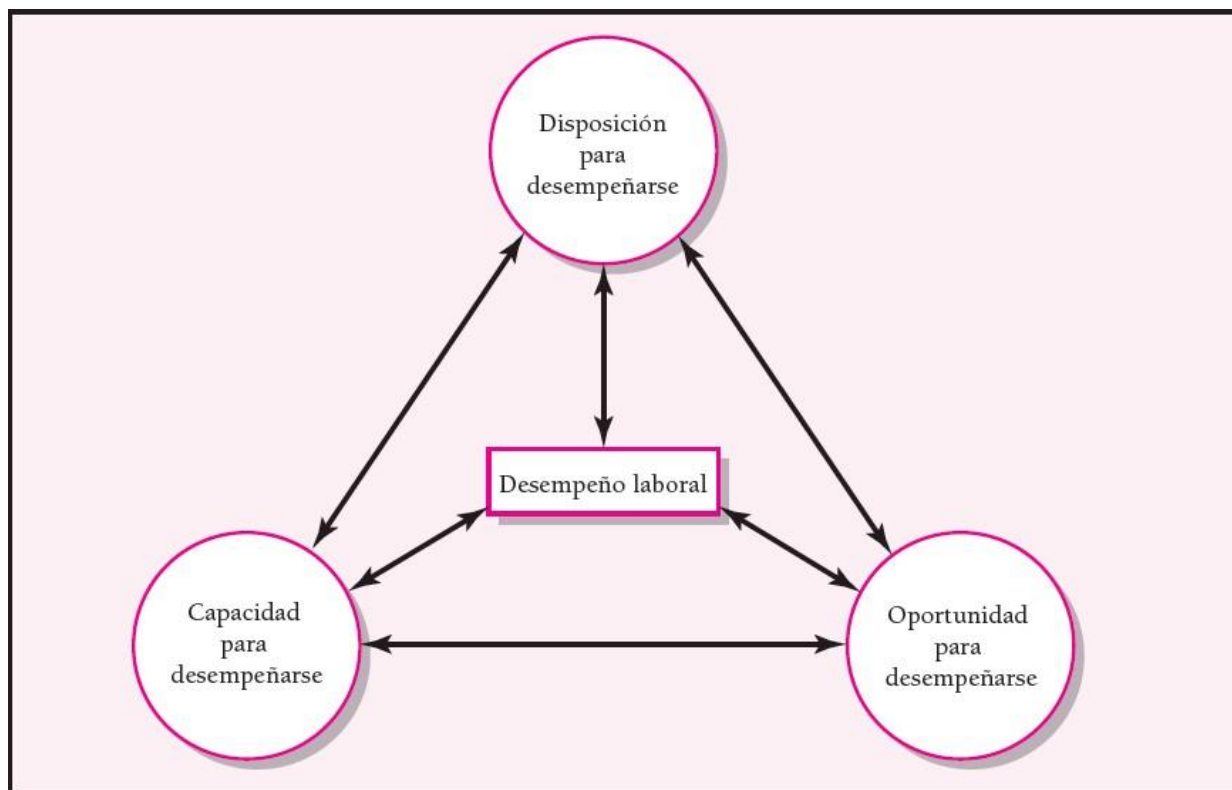 Disposición
para
desempeñarse
Desempeño laboral
Capacidad
para
desempeñarse
Oportunidad
para
desempeñarse